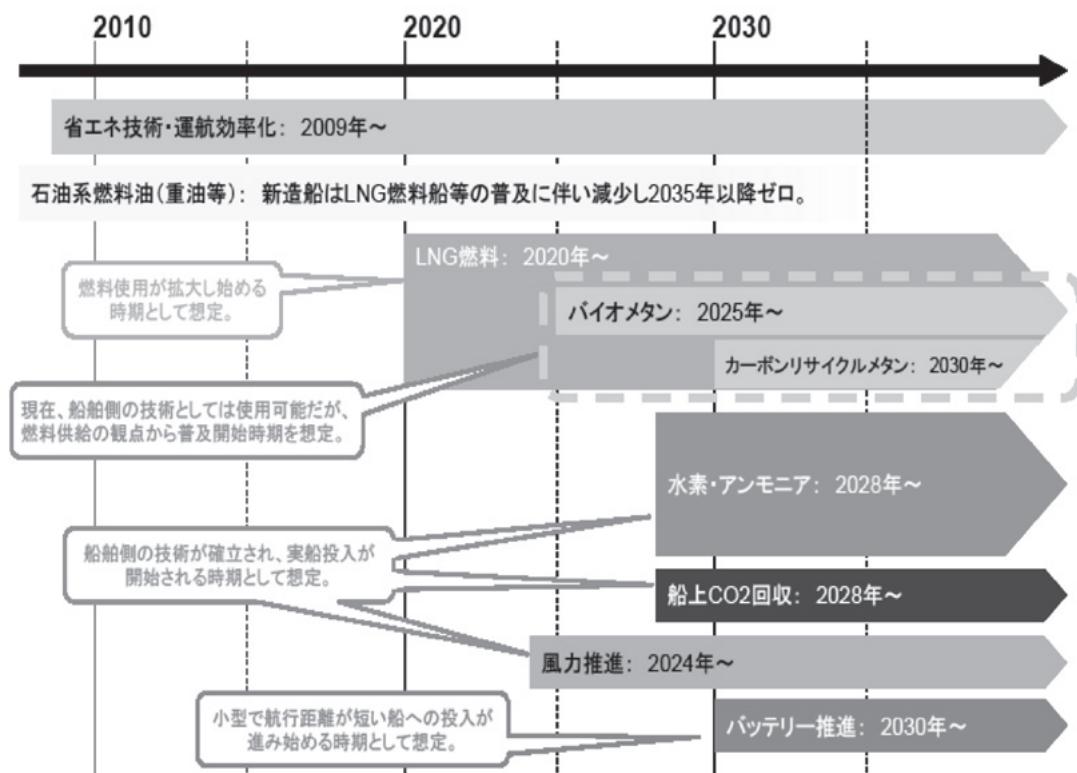 2010
2020
2030
省エネ技術・運航効率化： 2009年～
石油系燃料油（重油等）： 新造船はLNG燃料船等の普及に伴い減少し2035年以降ゼロ。
LNG燃料： 2020年～
燃料使用が拡大し始める
時期として想定。
バイオメタン： 2025年～
カーボンリサイクルメタン： 2030年～
現在、船舶側の技術としては使用可能だが、
燃料供給の観点から普及開始時期を想定。
水素・アンモニア： 2028年～
船舶側の技術が確立され、実船投入が
開始される時期として想定。
船上CO2回収： 2028年～
風力推進： 2024年～
小型で航行距離が短い船への投入が
進み始める時期として想定。
バッテリー推進： 2030年～